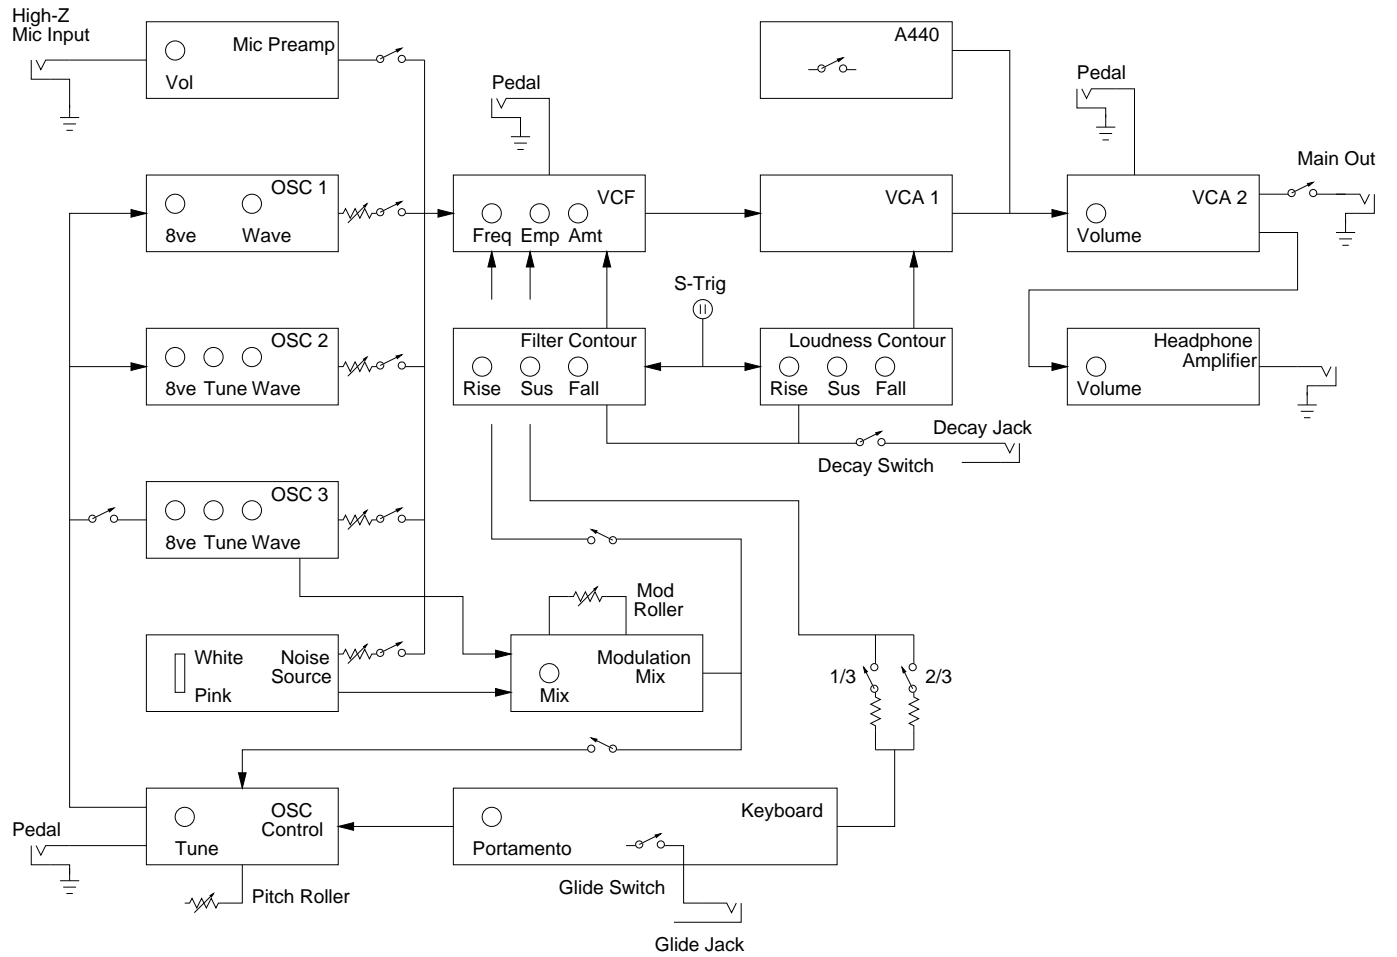 High-Z
Mic Input
Mic Preamp
Vol
A440
Pedal
Pedal
Main Out
OSC 1
8ve Wave
VCF
Freq Emp Amt
VCA 1
VCA 2
Volume
S-Trig
OSC 2
8ve Tune Wave
Filter Contour
Rise Sus Fall
Loudness Contour
Rise Sus Fall
Headphone
Amplifier
Volume
Decay Jack
Decay Switch
OSC 3
8ve Tune Wave
Mod
Roller
White
Pink
Noise
Source
Modulation
Mix
Mix
1/3
2/3
OSC
Control
Tune
Pedal
Keyboard
Portamento
Pitch Roller
Glide Switch
Glide Jack